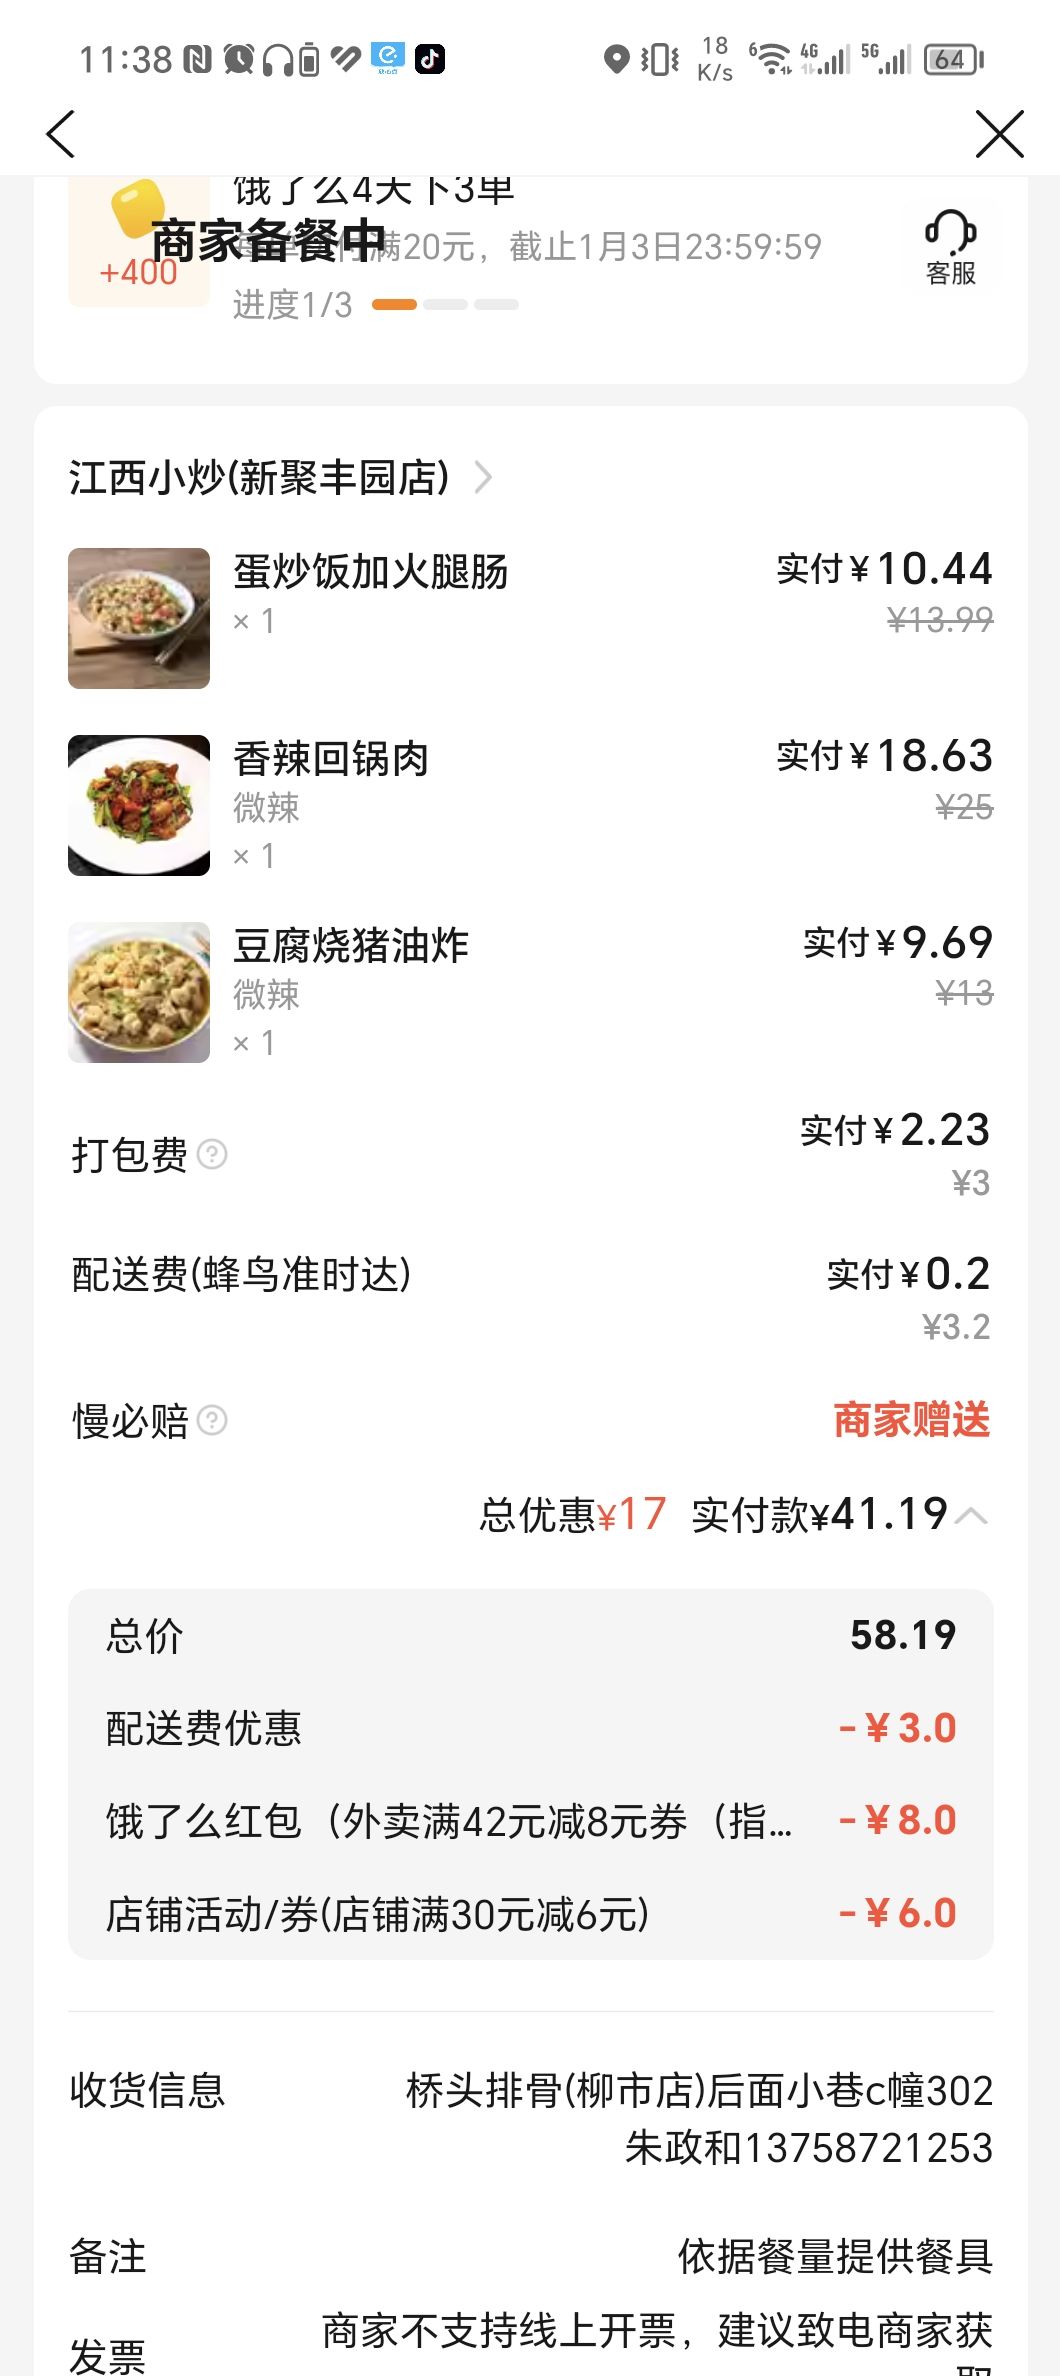 11:38
18
K/s
6
4G
5G
64
饿了么4天下3单
商家备餐中
满20元，截止1月3日23:59:59
+400
进度1/3
客服
江西小炒(新聚丰园店)
蛋炒饭加火腿肠
实付¥10.44
× 1
¥13.99
香辣回锅肉
实付¥18.63
微辣
¥25
× 1
豆腐烧猪油炸
实付¥9.69
微辣
¥13
× 1
打包费
实付¥2.23
¥3
配送费(蜂鸟准时达)
实付¥0.2
¥3.2
慢必赔
商家赠送
总优惠¥17 实付款¥41.19
总价
58.19
配送费优惠
-¥3.0
饿了么红包（外卖满42元减8元券（指...
-¥8.0
店铺活动/券(店铺满30元减6元)
-¥6.0
收货信息
桥头排骨(柳市店)后面小巷c幢302
朱政和13758721253
备注
依据餐量提供餐具
发票
商家不支持线上开票，建议致电商家获